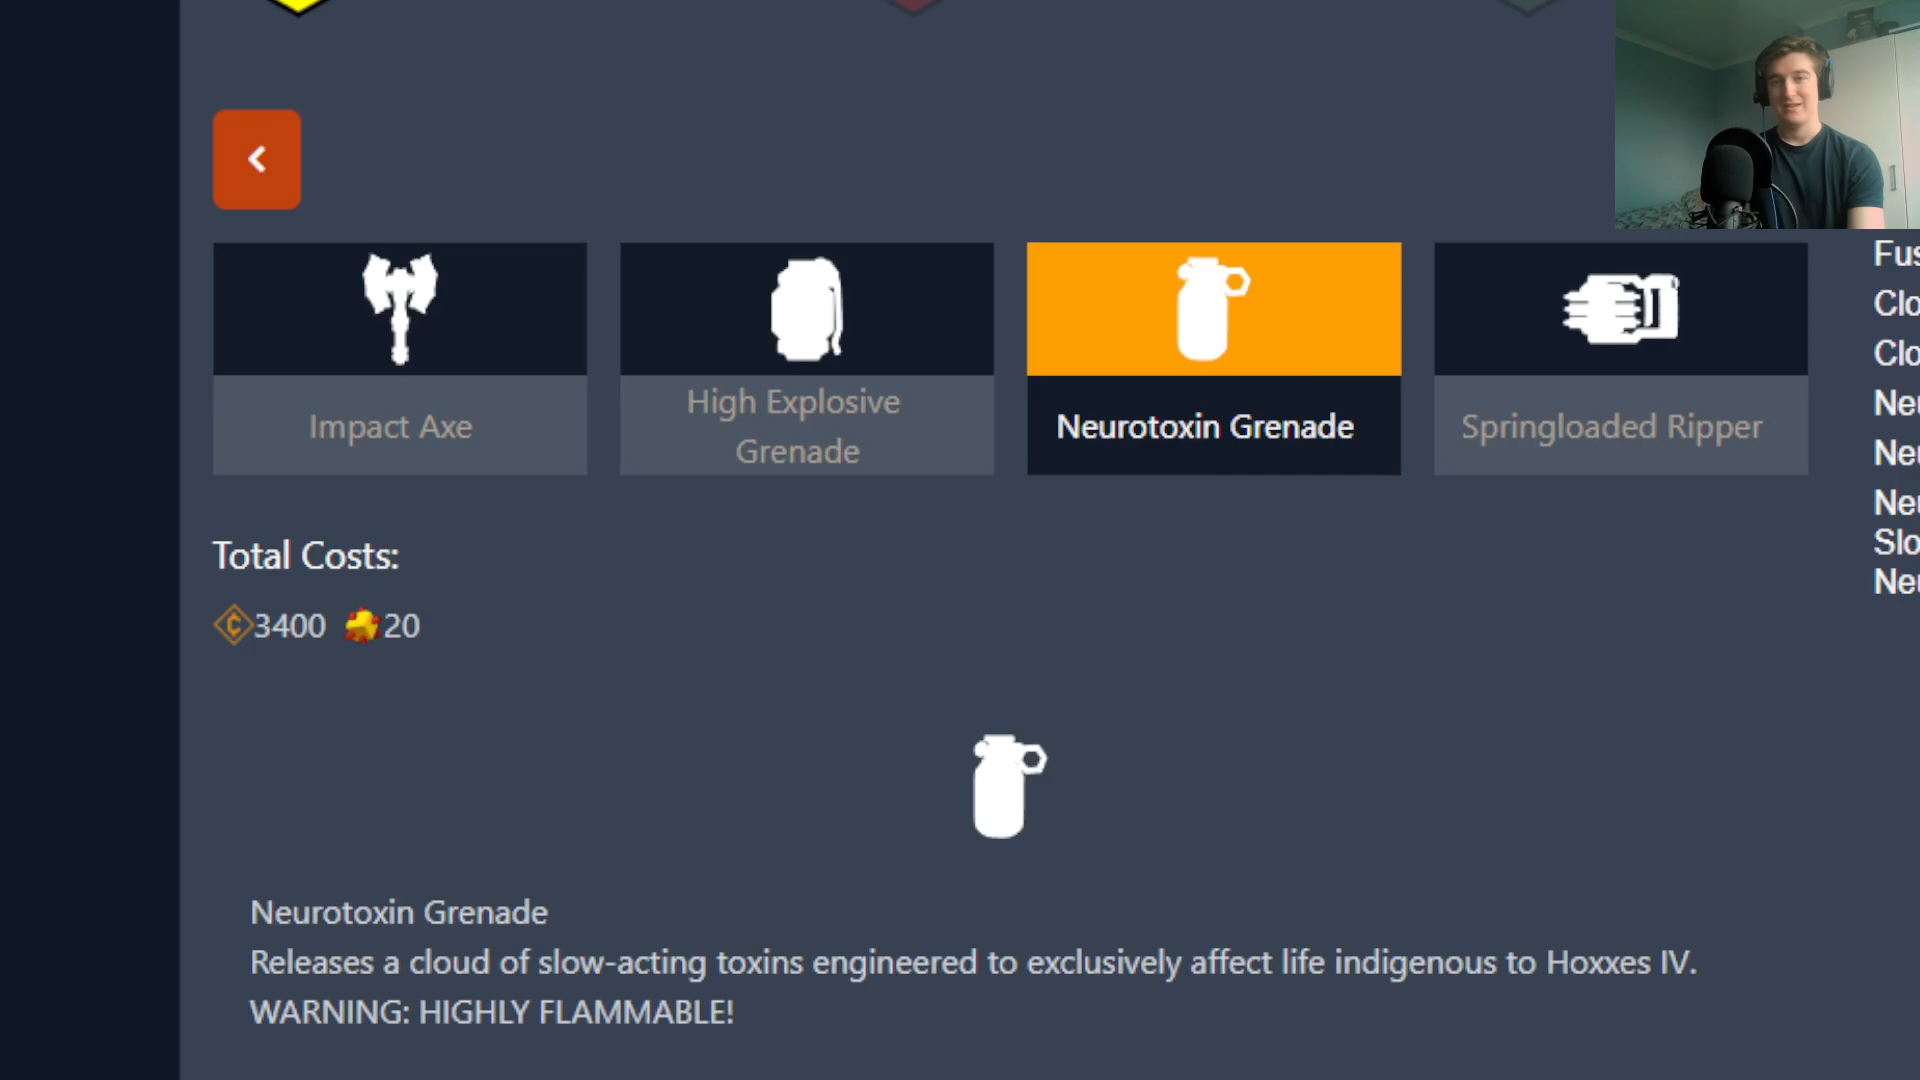 Impact Axe
High Explosive
Grenade
Neurotoxin Grenade
Springloaded Ripper
Total Costs:
3400 20
Neurotoxin Grenade
Releases a cloud of slow-acting toxins engineered to exclusively affect life indigenous to Hoxxes IV.
WARNING: HIGHLY FLAMMABLE!